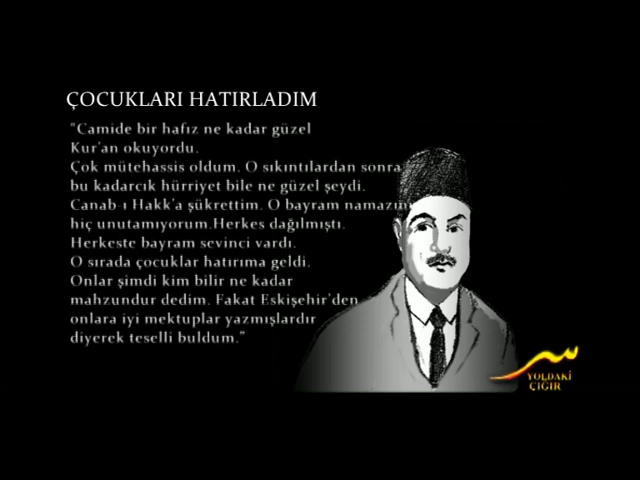 ÇOCUKLARI HATIRLADIM
"Camide bir hafız ne kadar güzel
Kur'an okuyordu.
Çok mütehassis oldum. O sıkıntılardan sonra
bu kadarcık hürriyet bile ne güzel şeydi.
Canab-ı Hakk'a şükrettim. O bayram namazını
hiç unutamıyorum.Herkes dağılmıştı.
Herkeste bayram sevinci vardı.
O sırada çocuklar hatırıma geldi.
Onlar şimdi kim bilir ne kadar
mahzundur dedim. Fakat Eskişehir'den
onlara iyi mektuplar yazmışlardır
diyerek teselli buldum."
YOLDAKİ
ÇIĞIR